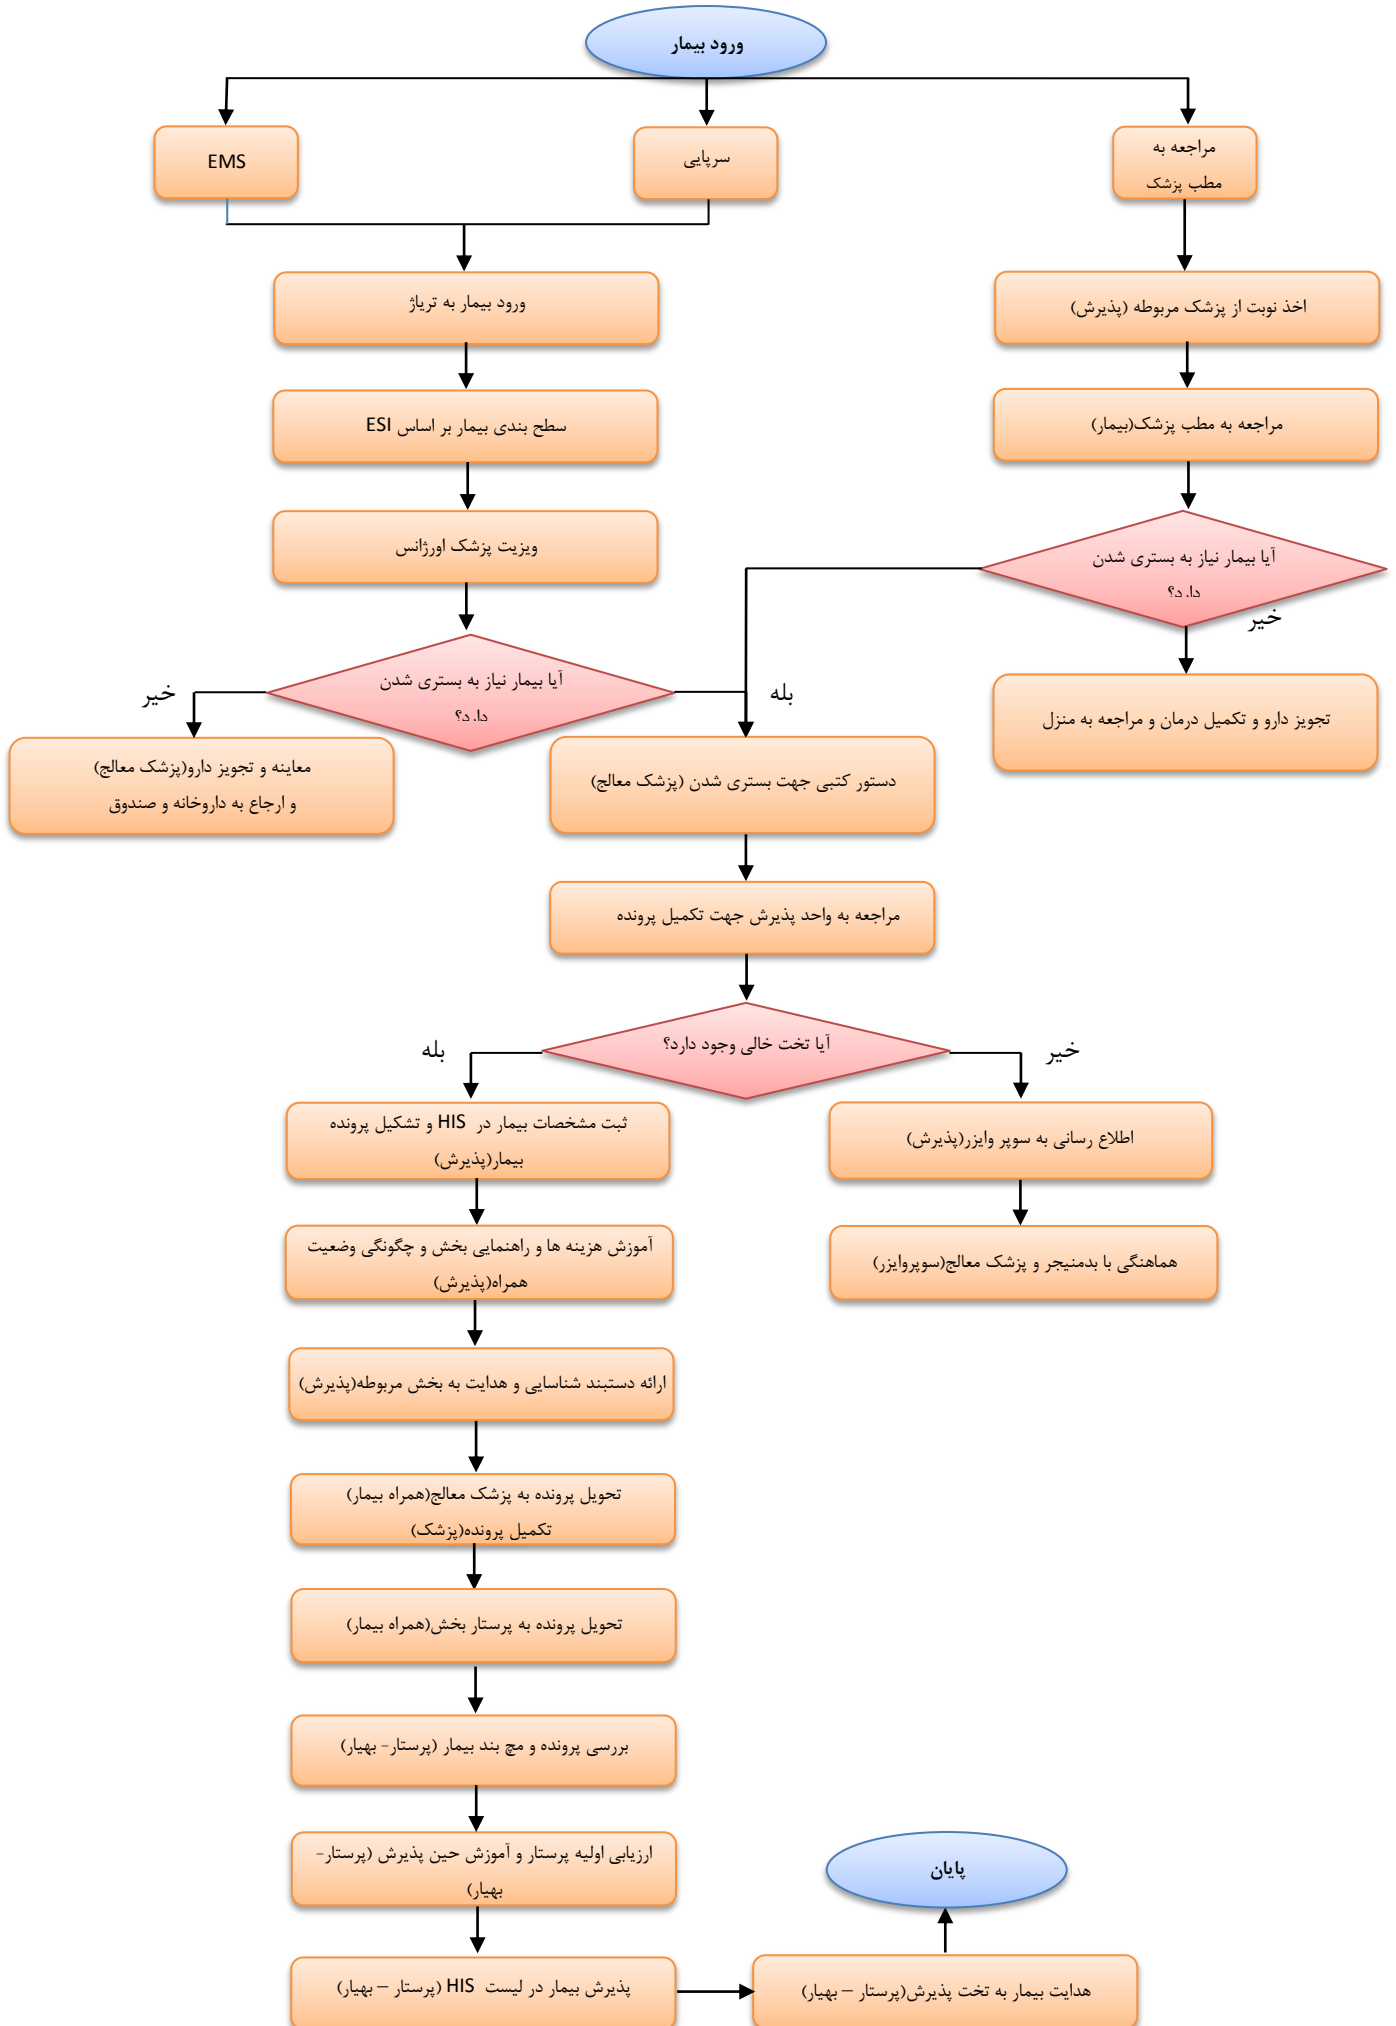 ورود بیمار
مراجعه به
مطب پزشک
سرپایی
EMS
اخذ نوبت از پزشک مربوطه (پذیرش)
ورود بیمار به تریاژ
مراجعه به مطب پزشک(بیمار)
سطح بندی بیمار بر اساس ESI
ویزیت پزشک اورژانس
آیا بیمار نیاز به بستری شدن
دارد؟
خیر
آیا بیمار نیاز به بستری شدن
دارد؟
بله
خیر
تجویز دارو و تکمیل درمان و مراجعه به منزل
دستور کتبی جهت بستری شدن (پزشک معالج)
معاینه و تجویز دارو(پزشک معالج)
و ارجاع به داروخانه و صندوق
مراجعه به واحد پذیرش جهت تکمیل پرونده
آیا تخت خالی وجود دارد؟
خیر
بله
اطلاع رسانی به سوپر وایزر(پذیرش)
ثبت مشخصات بیمار در HIS و تشکیل پرونده
بیمار(پذیرش)
هماهنگی با بدمنیجر و پزشک معالج(سوپروایزر)
آموزش هزینه ها و راهنمایی بخش و چگونگی وضعیت
همراه(پذیرش)
ارائه دستبند شناسایی و هدایت به بخش مربوطه(پذیرش)
تحویل پرونده به پزشک معالج(همراه بیمار)
تکمیل پرونده(پزشک)
تحویل پرونده به پرستار بخش(همراه بیمار)
بررسی پرونده و مچ بند بیمار (پرستار- بهیار)
ارزیابی اولیه پرستار و آموزش حین پذیرش (پرستار-
بهیار)
پایان
پذیرش بیمار در لیست HIS (پرستار – بهیار)
هدایت بیمار به تخت پذیرش(پرستار – بهیار)